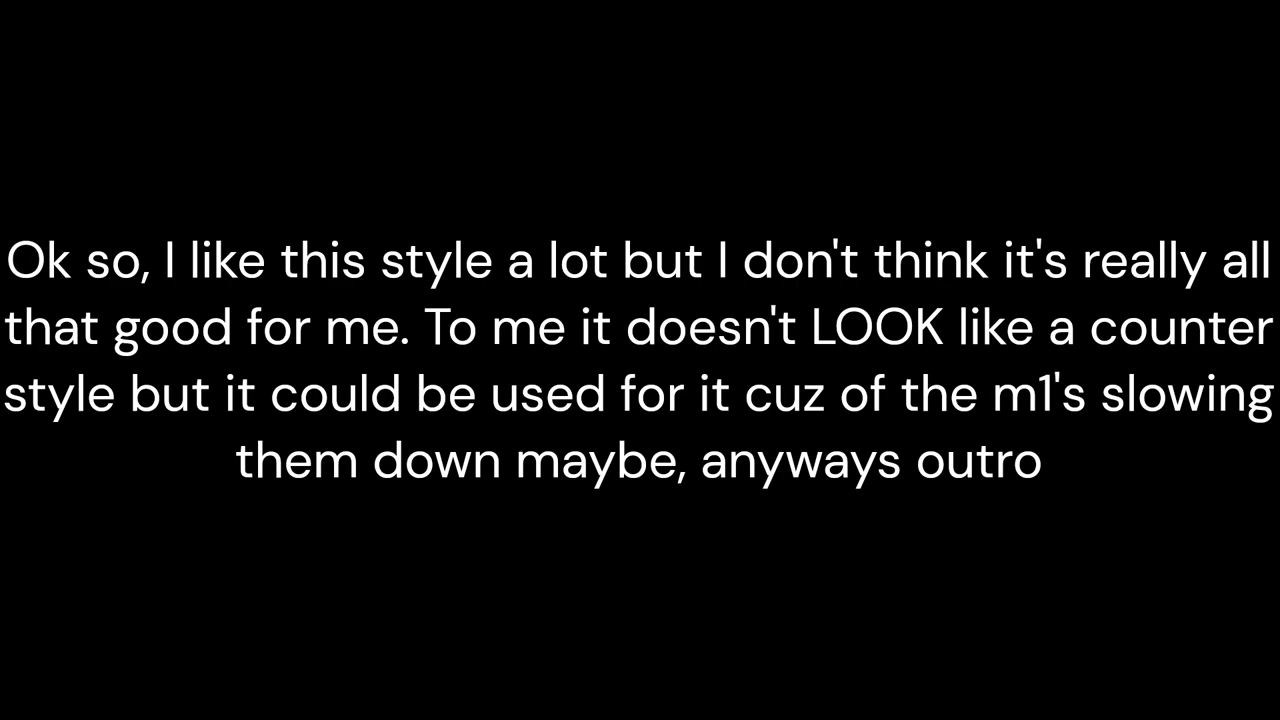 Ok so, I like this style a lot but I don't think it's really all
that good for me. To me it doesn't LOOK like a counter
style but it could be used for it cuz of the m1's slowing
them down maybe, anyways outro